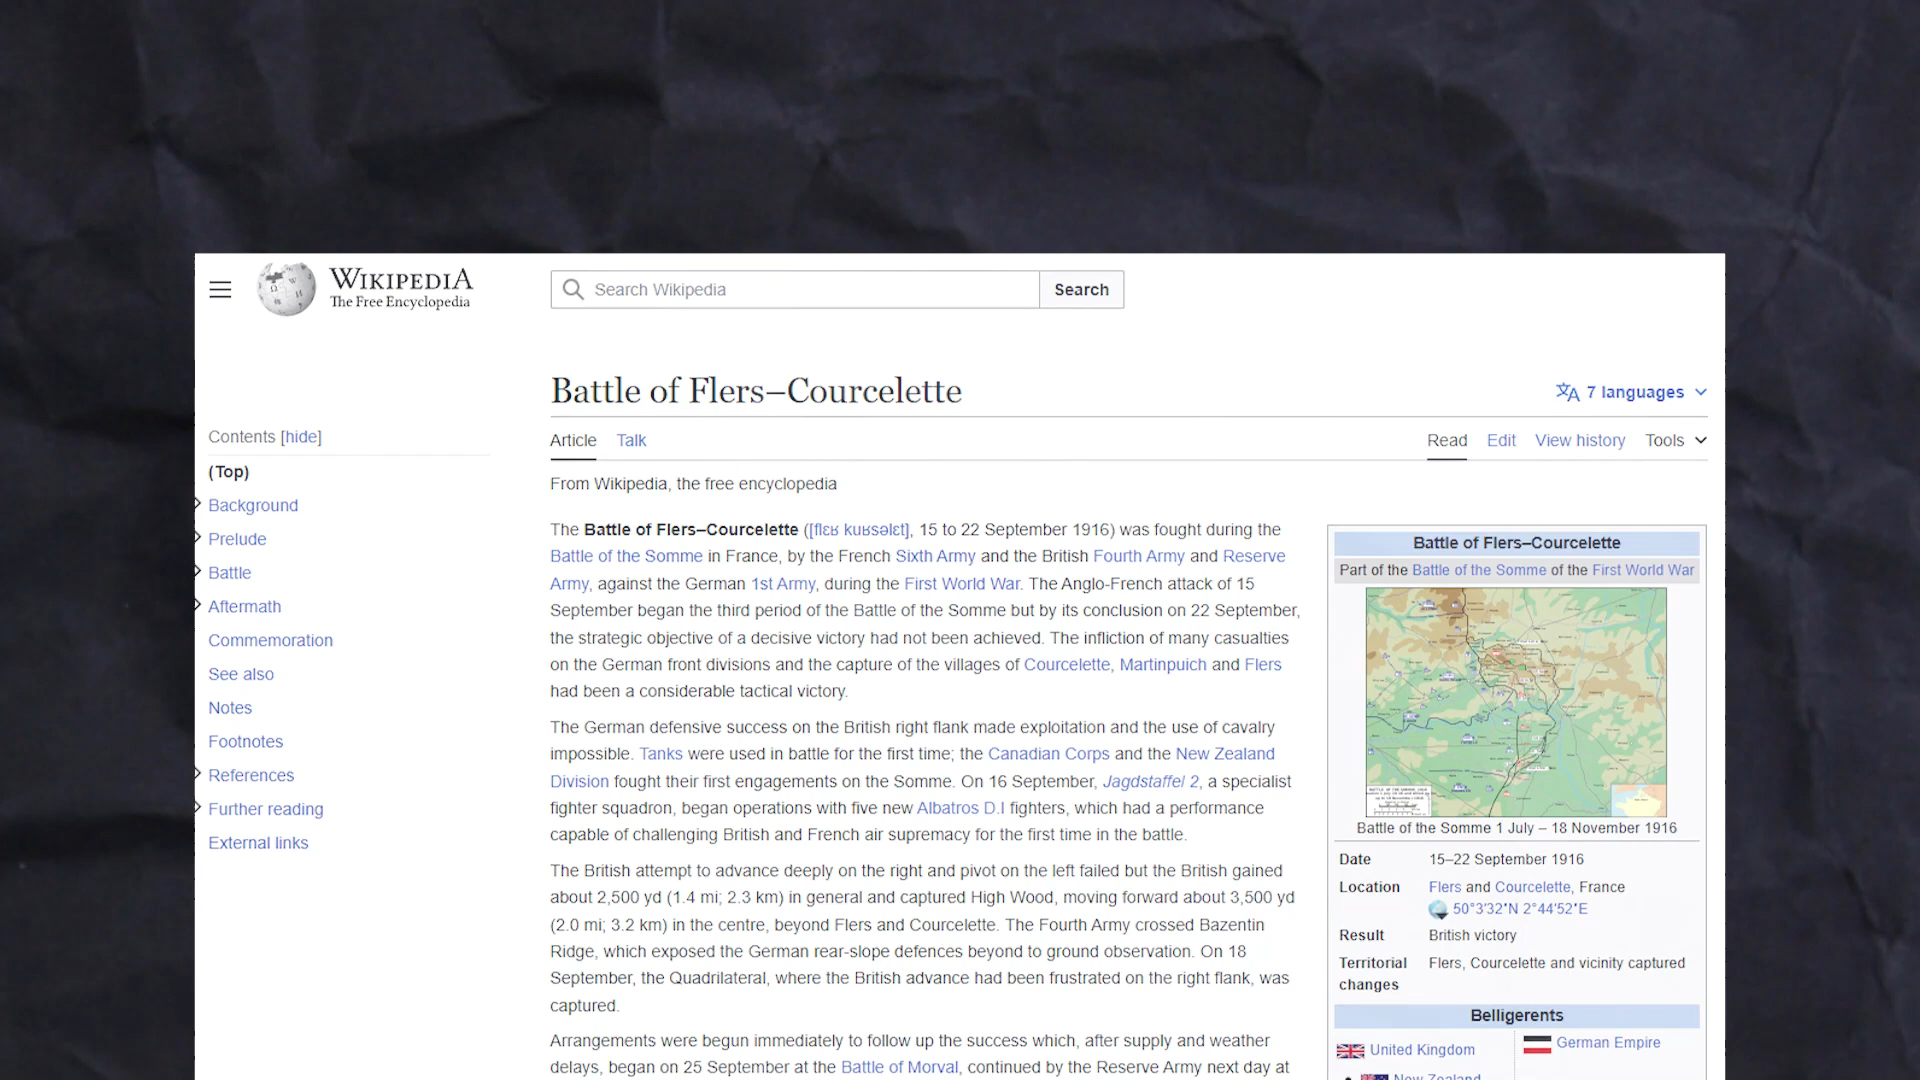 WIKIPEDIA
The Free Encyclopedia
Search Wikipedia
Search
Battle of Flers–Courcelette
7 languages
Contents [hide]
Article Talk
Read Edit View history Tools
(Top)
Background
Prelude
Battle
Aftermath
Commemoration
See also
Notes
Footnotes
References
Further reading
External links
From Wikipedia, the free encyclopedia
The Battle of Flers–Courcelette ([flɛʁ kuʁsəlɛt], 15 to 22 September 1916) was fought during the
Battle of the Somme in France, by the French Sixth Army and the British Fourth Army and Reserve
Army, against the German 1st Army, during the First World War. The Anglo-French attack of 15
September began the third period of the Battle of the Somme but by its conclusion on 22 September,
the strategic objective of a decisive victory had not been achieved. The infliction of many casualties
on the German front divisions and the capture of the villages of Courcelette, Martinpuich and Flers
had been a considerable tactical victory.
The German defensive success on the British right flank made exploitation and the use of cavalry
impossible. Tanks were used in battle for the first time; the Canadian Corps and the New Zealand
Division fought their first engagements on the Somme. On 16 September, Jagdstaffel 2, a specialist
fighter squadron, began operations with five new Albatros D.I fighters, which had a performance
capable of challenging British and French air supremacy for the first time in the battle.
The British attempt to advance deeply on the right and pivot on the left failed but the British gained
about 2,500 yd (1.4 mi; 2.3 km) in general and captured High Wood, moving forward about 3,500 yd
(2.0 mi; 3.2 km) in the centre, beyond Flers and Courcelette. The Fourth Army crossed Bazentin
Ridge, which exposed the German rear-slope defences beyond to ground observation. On 18
September, the Quadrilateral, where the British advance had been frustrated on the right flank, was
captured.
Arrangements were begun immediately to follow up the success which, after supply and weather
delays, began on 25 September at the Battle of Morval, continued by the Reserve Army next day at
Battle of Flers–Courcelette
Part of the Battle of the Somme of the First World War
Battle of the Somme 1 July – 18 November 1916
Date 15–22 September 1916
Location Flers and Courcelette, France
50°3′32″N 2°44′52″E
Result British victory
Territorial changes Flers, Courcelette and vicinity captured
Belligerents
United Kingdom
German Empire
New Zealand